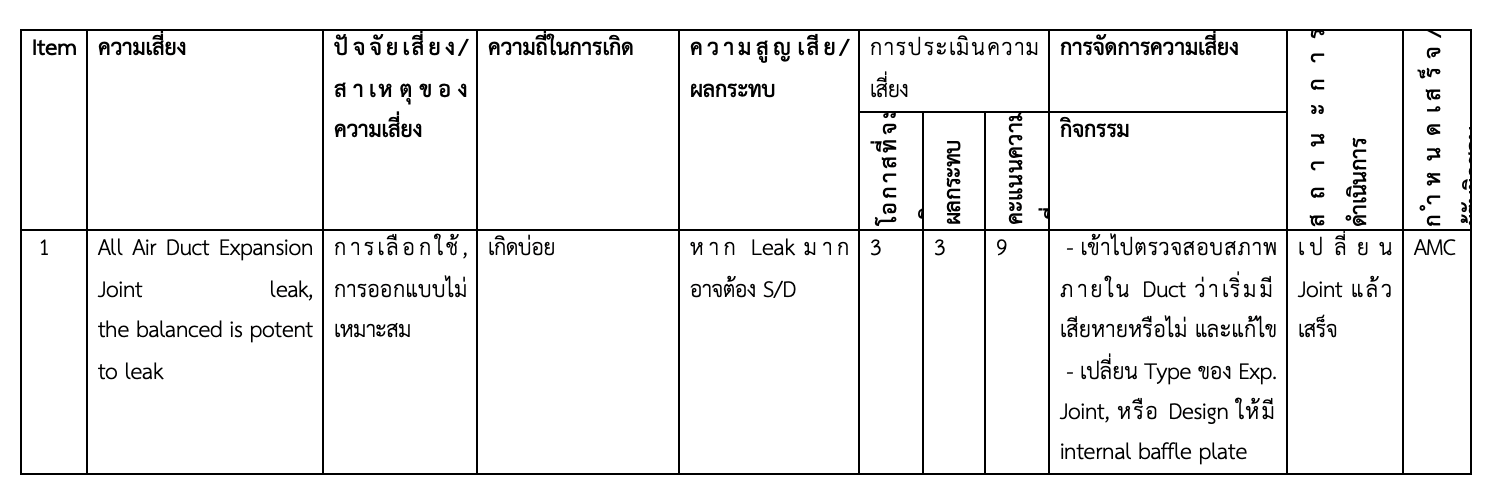 Item
ความเสี่ยง
ปัจจัยเสี่ยง/
สาเหตุของ
ความเสี่ยง
ความถี่ในการเกิด
ความสูญเสีย/
ผลกระทบ
การประเมินความ
เสี่ยง
โอกาสที่จะ
ผลกระทบ
คะแนนความ
การจัดการความเสี่ยง
กิจกรรม
สถานะการ
ดำเนินการ
กำหนดเสร็จ/
1
All Air Duct Expansion
Joint leak,
the balanced is potent
to leak
การเลือกใช้,
การออกแบบไม่
เหมาะสม
เกิดบ่อย
หาก Leak มาก
อาจต้อง S/D
3
3
9
- เข้าไปตรวจสอบสภาพ
ภายใน Duct ว่าเริ่มมี
เสียหายหรือไม่ และแก้ไข
- เปลี่ยน Type ของ Exp.
Joint, หรือ Design ให้มี
internal baffle plate
เปลี่ยน
Joint แล้ว
เสร็จ
AMC